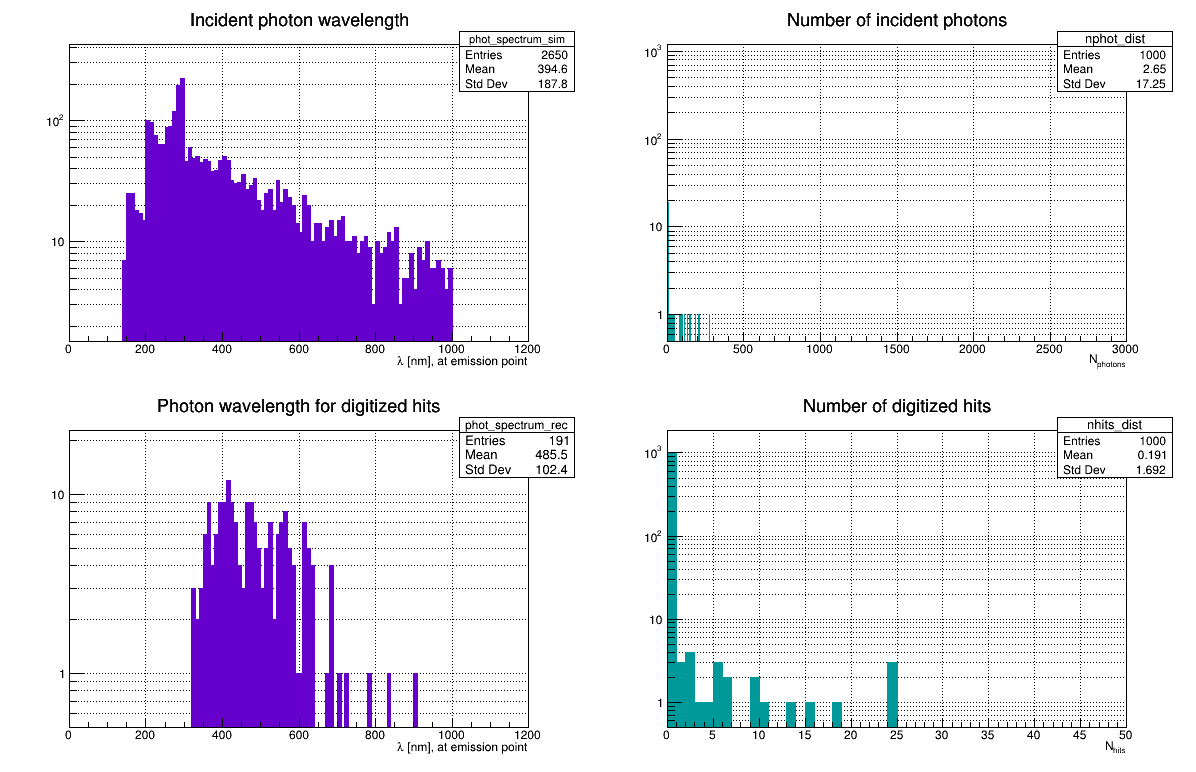 Incident photon wavelength
phot_spectrum_sim
Entries 2650
Mean 394.6
Std Dev 187.8
10²
10
0 200 400 600 800 1000 1200
λ [nm], at emission point
Number of incident photons
nphot_dist
Entries 1000
Mean 2.65
Std Dev 17.25
10³
10²
10
1
0 500 1000 1500 2000 2500 3000
N_photons
Photon wavelength for digitized hits
phot_spectrum_rec
Entries 191
Mean 485.5
Std Dev 102.4
10
1
0 200 400 600 800 1000 1200
λ [nm], at emission point
Number of digitized hits
nhits_dist
Entries 1000
Mean 0.191
Std Dev 1.692
10³
10²
10
1
0 5 10 15 20 25 30 35 40 45 50
N_hits